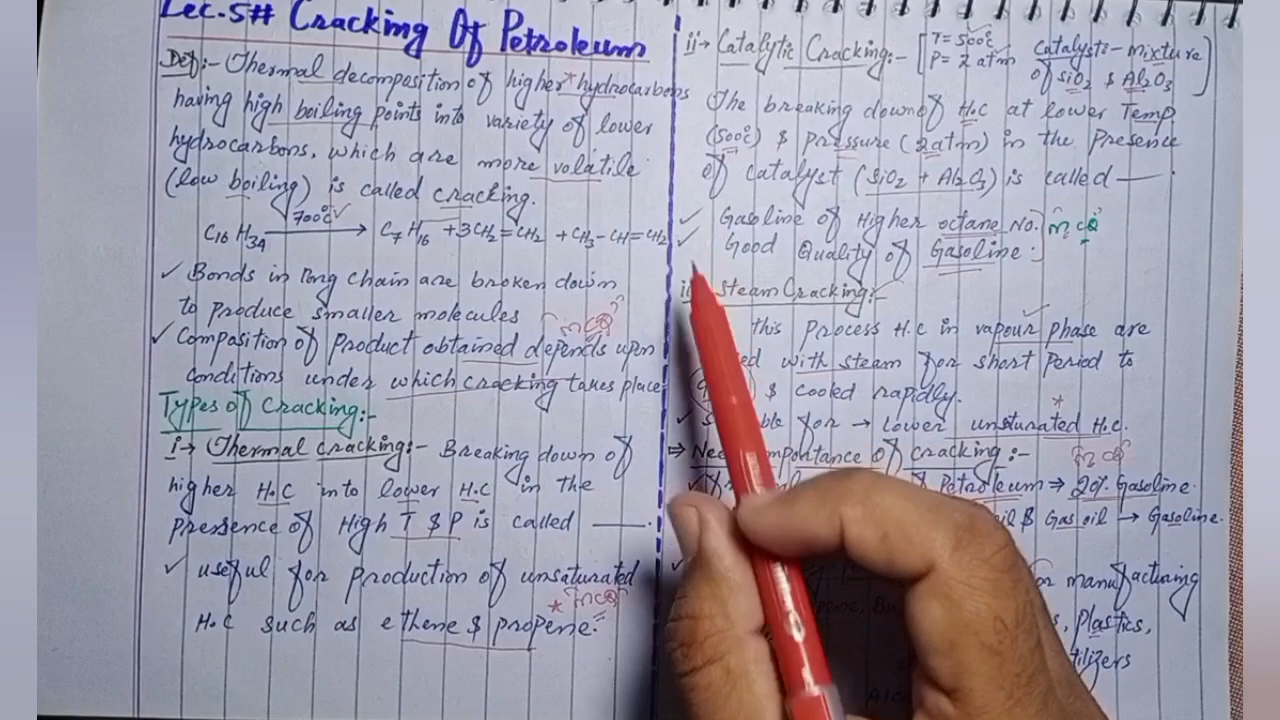 Lec.5# Cracking Of Petroleum
Def:- Thermal decomposition of higher* hydrocarbons
having high boiling points into variety of lower
hydrocarbons, which are more volatile
(low boiling) is called cracking.
C16 H34 —700°C→ C7 H16 + 3CH2=CH2 + CH3-CH=CH2
✓ Bonds in long chain are broken down
to produce smaller molecules
✓ Composition of product obtained depends upon
conditions under which cracking takes place
Types of Cracking:-
i→ Thermal cracking:- Breaking down of
higher H.C into lower H.C in the
pressence of High T & P is called ——.
✓ useful for production of unsaturated
H.C such as ethene & propene.
* MCQ
ii→ Catalytic Cracking:- [T=500°C Catalyst:- mixture
P= 2 atm of SiO2 & Al2O3]
The breaking down of H.C at lower Temp
(500°C) & pressure (2atm) in the Presence
of catalyst (SiO2 + Al2O3) is called ——.
✓ Gasoline of Higher octane No. MCQ
✓ Good Quality of Gasoline.
Steam Cracking:-
this Process H.C in vapour phase are
with steam for short Period to
& cooled rapidly.
✓ for → Lower unsturated H.C.
⇒ of cracking:-
MCQ
Petroleum ⇒ 20% Gasoline.
& Gas oil → Gasoline.
manufacturing
Plastics,